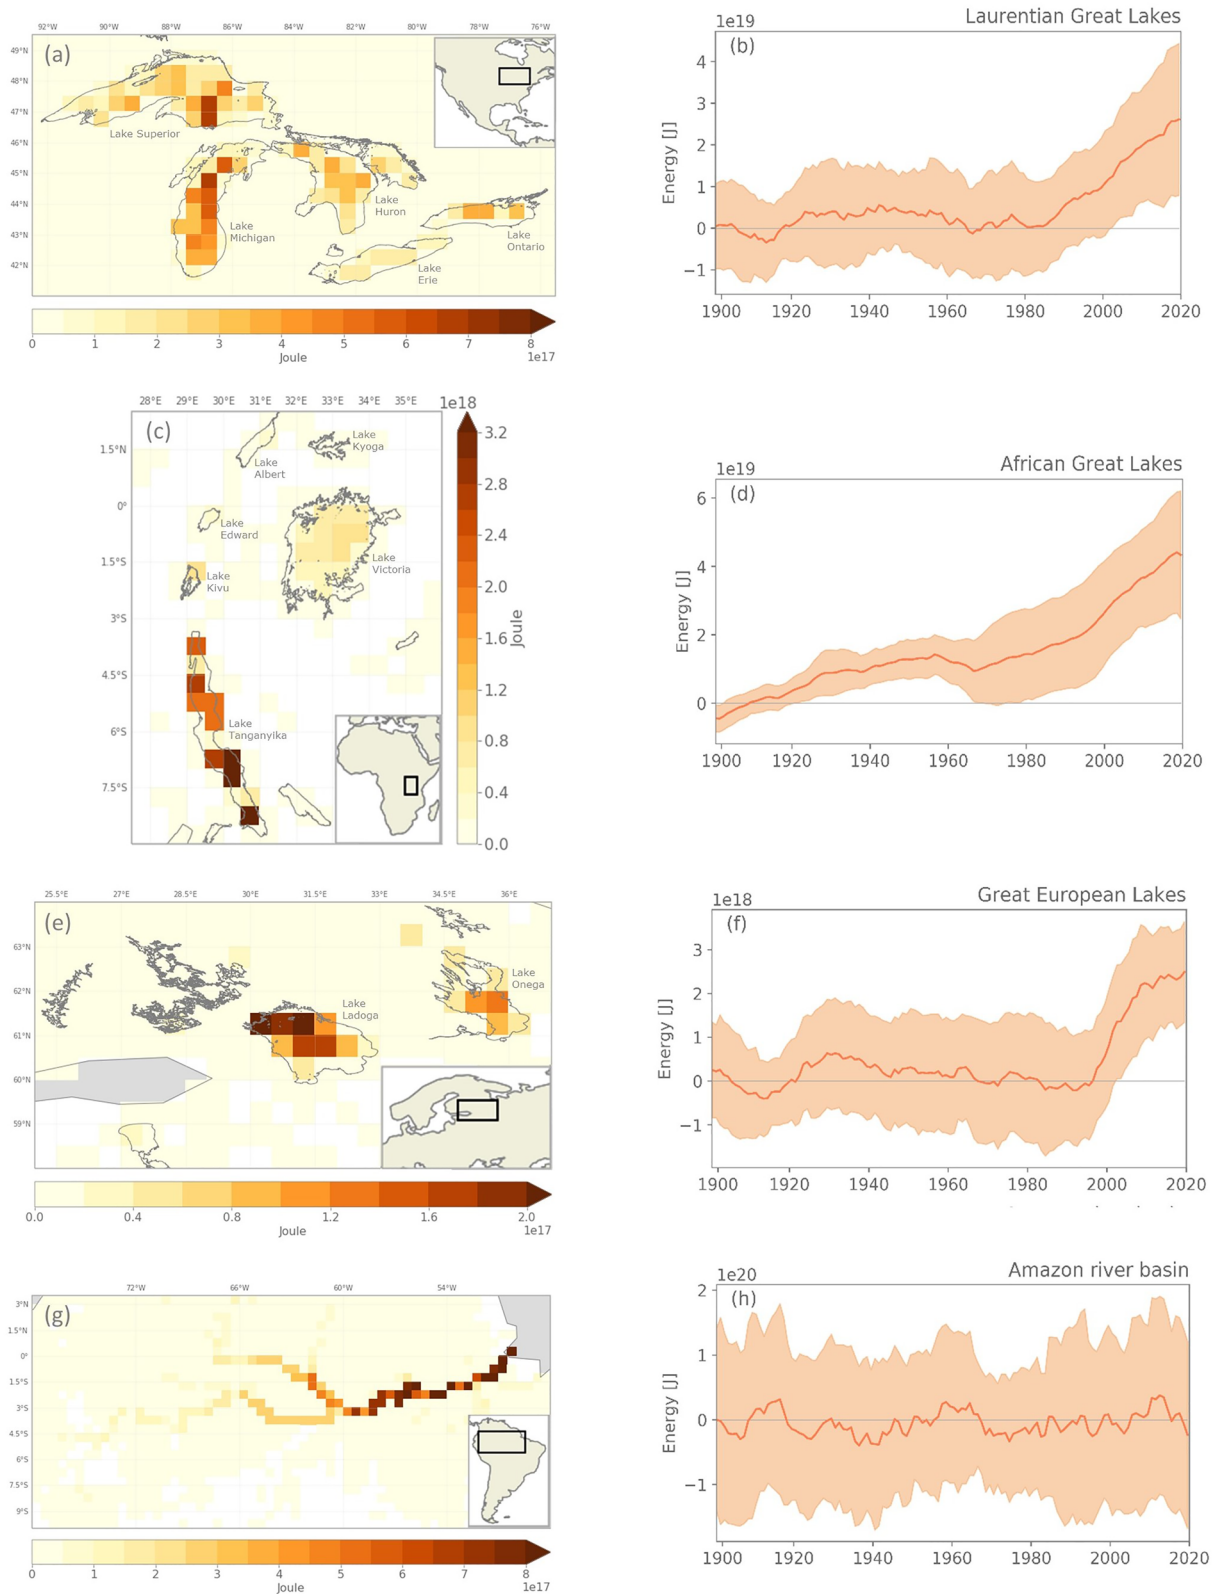 92°W 90°W 88°W 86°W 84°W 82°W 80°W 78°W 76°W
(a)
49°N
48°N
47°N
46°N
45°N
44°N
43°N
42°N
Lake Superior
Lake
Michigan
Lake
Huron
Lake
Ontario
Lake
Erie
0 1 2 3 4 5 6 7 8
Joule
1e17
Laurentian Great Lakes
1e19
(b)
Energy [J]
4
3
2
1
0
−1
1900 1920 1940 1960 1980 2000 2020
28°E 29°E 30°E 31°E 32°E 33°E 34°E 35°E
1e18
(c)
1.5°N
0°
1.5°S
3°S
4.5°S
6°S
7.5°S
Lake
Kyoga
Lake
Albert
Lake
Edward
Lake
Victoria
Lake
Kivu
Lake
Tanganyika
3.2
2.8
2.4
2.0
1.6
1.2
0.8
0.4
0.0
Joule
African Great Lakes
1e19
(d)
Energy [J]
6
4
2
0
1900 1920 1940 1960 1980 2000 2020
25.5°E 27°E 28.5°E 30°E 31.5°E 33°E 34.5°E 36°E
(e)
63°N
62°N
61°N
60°N
59°N
Lake
Onega
Lake
Ladoga
0.0 0.4 0.8 1.2 1.6 2.0
Joule
1e17
Great European Lakes
1e18
(f)
Energy [J]
3
2
1
0
−1
1900 1920 1940 1960 1980 2000 2020
72°W 66°W 60°W 54°W
(g)
3°N
1.5°N
0°
1.5°S
3°S
4.5°S
6°S
7.5°S
9°S
0 1 2 3 4 5 6 7 8
Joule
1e17
Amazon river basin
1e20
(h)
Energy [J]
2
1
0
−1
1900 1920 1940 1960 1980 2000 2020